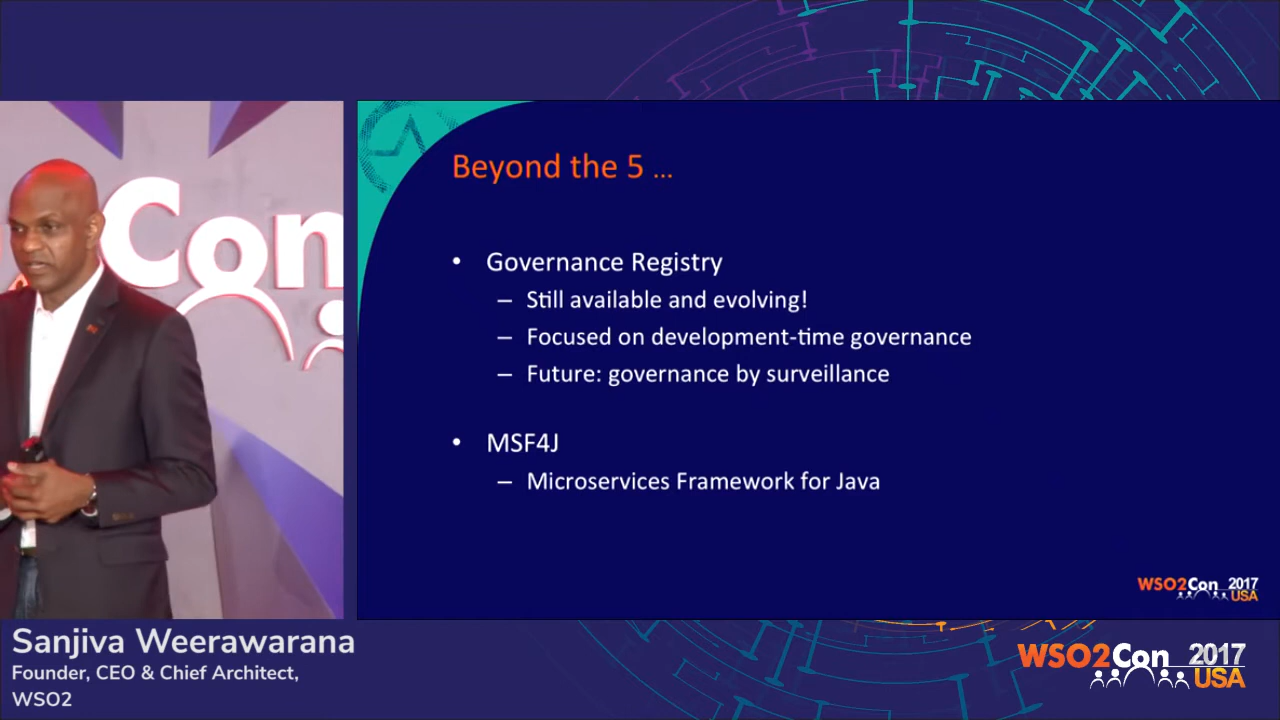 Con
Beyond the 5 ...
• Governance Registry
– Still available and evolving!
– Focused on development-time governance
– Future: governance by surveillance
• MSF4J
– Microservices Framework for Java
WSO2Con 2017
USA
Sanjiva Weerawarana
Founder, CEO & Chief Architect,
WSO2
WSO2Con 2017
USA